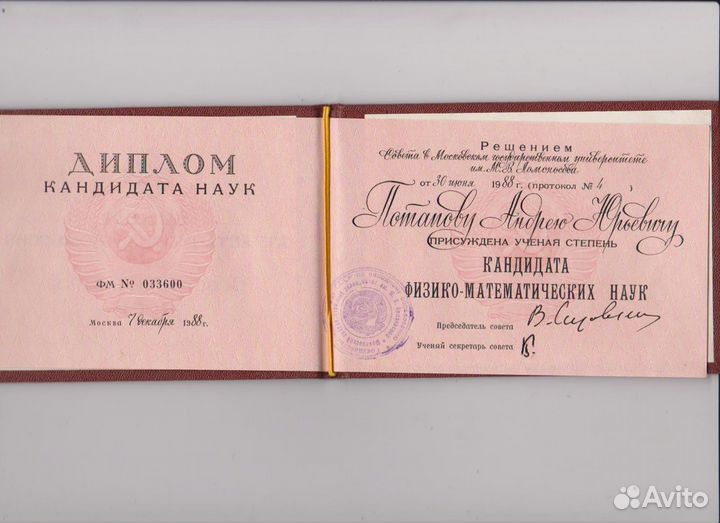 ДИПЛОМ
КАНДИДАТА НАУК
ФМ № 033600
Москва 7 декабря 1988 г.
Решением
Совета в Московском государственном университете
им. М. В. Ломоносова
от 30 июня 1988 г. (протокол № 4 )
Потапову Андрею Юрьевичу
ПРИСУЖДЕНА УЧЕНАЯ СТЕПЕНЬ
КАНДИДАТА
ФИЗИКО-МАТЕМАТИЧЕСКИХ НАУК
Председатель совета
Ученый секретарь совета
Avito